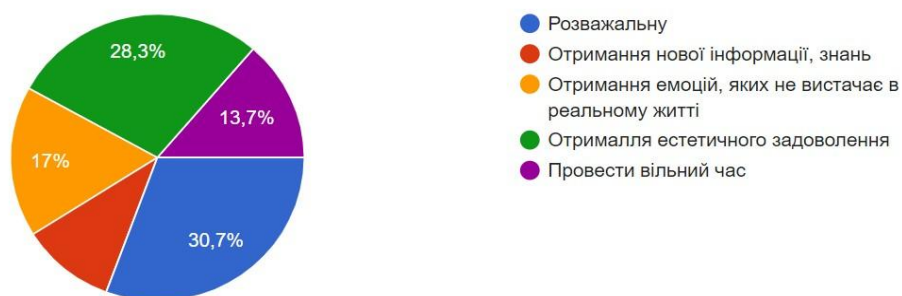 28,3%
13,7%
17%
30,7%
Розважальну
Отримання нової інформації, знань
Отримання емоцій, яких не вистачає в
реальному житті
Отрималля естетичного задоволення
Провести вільний час